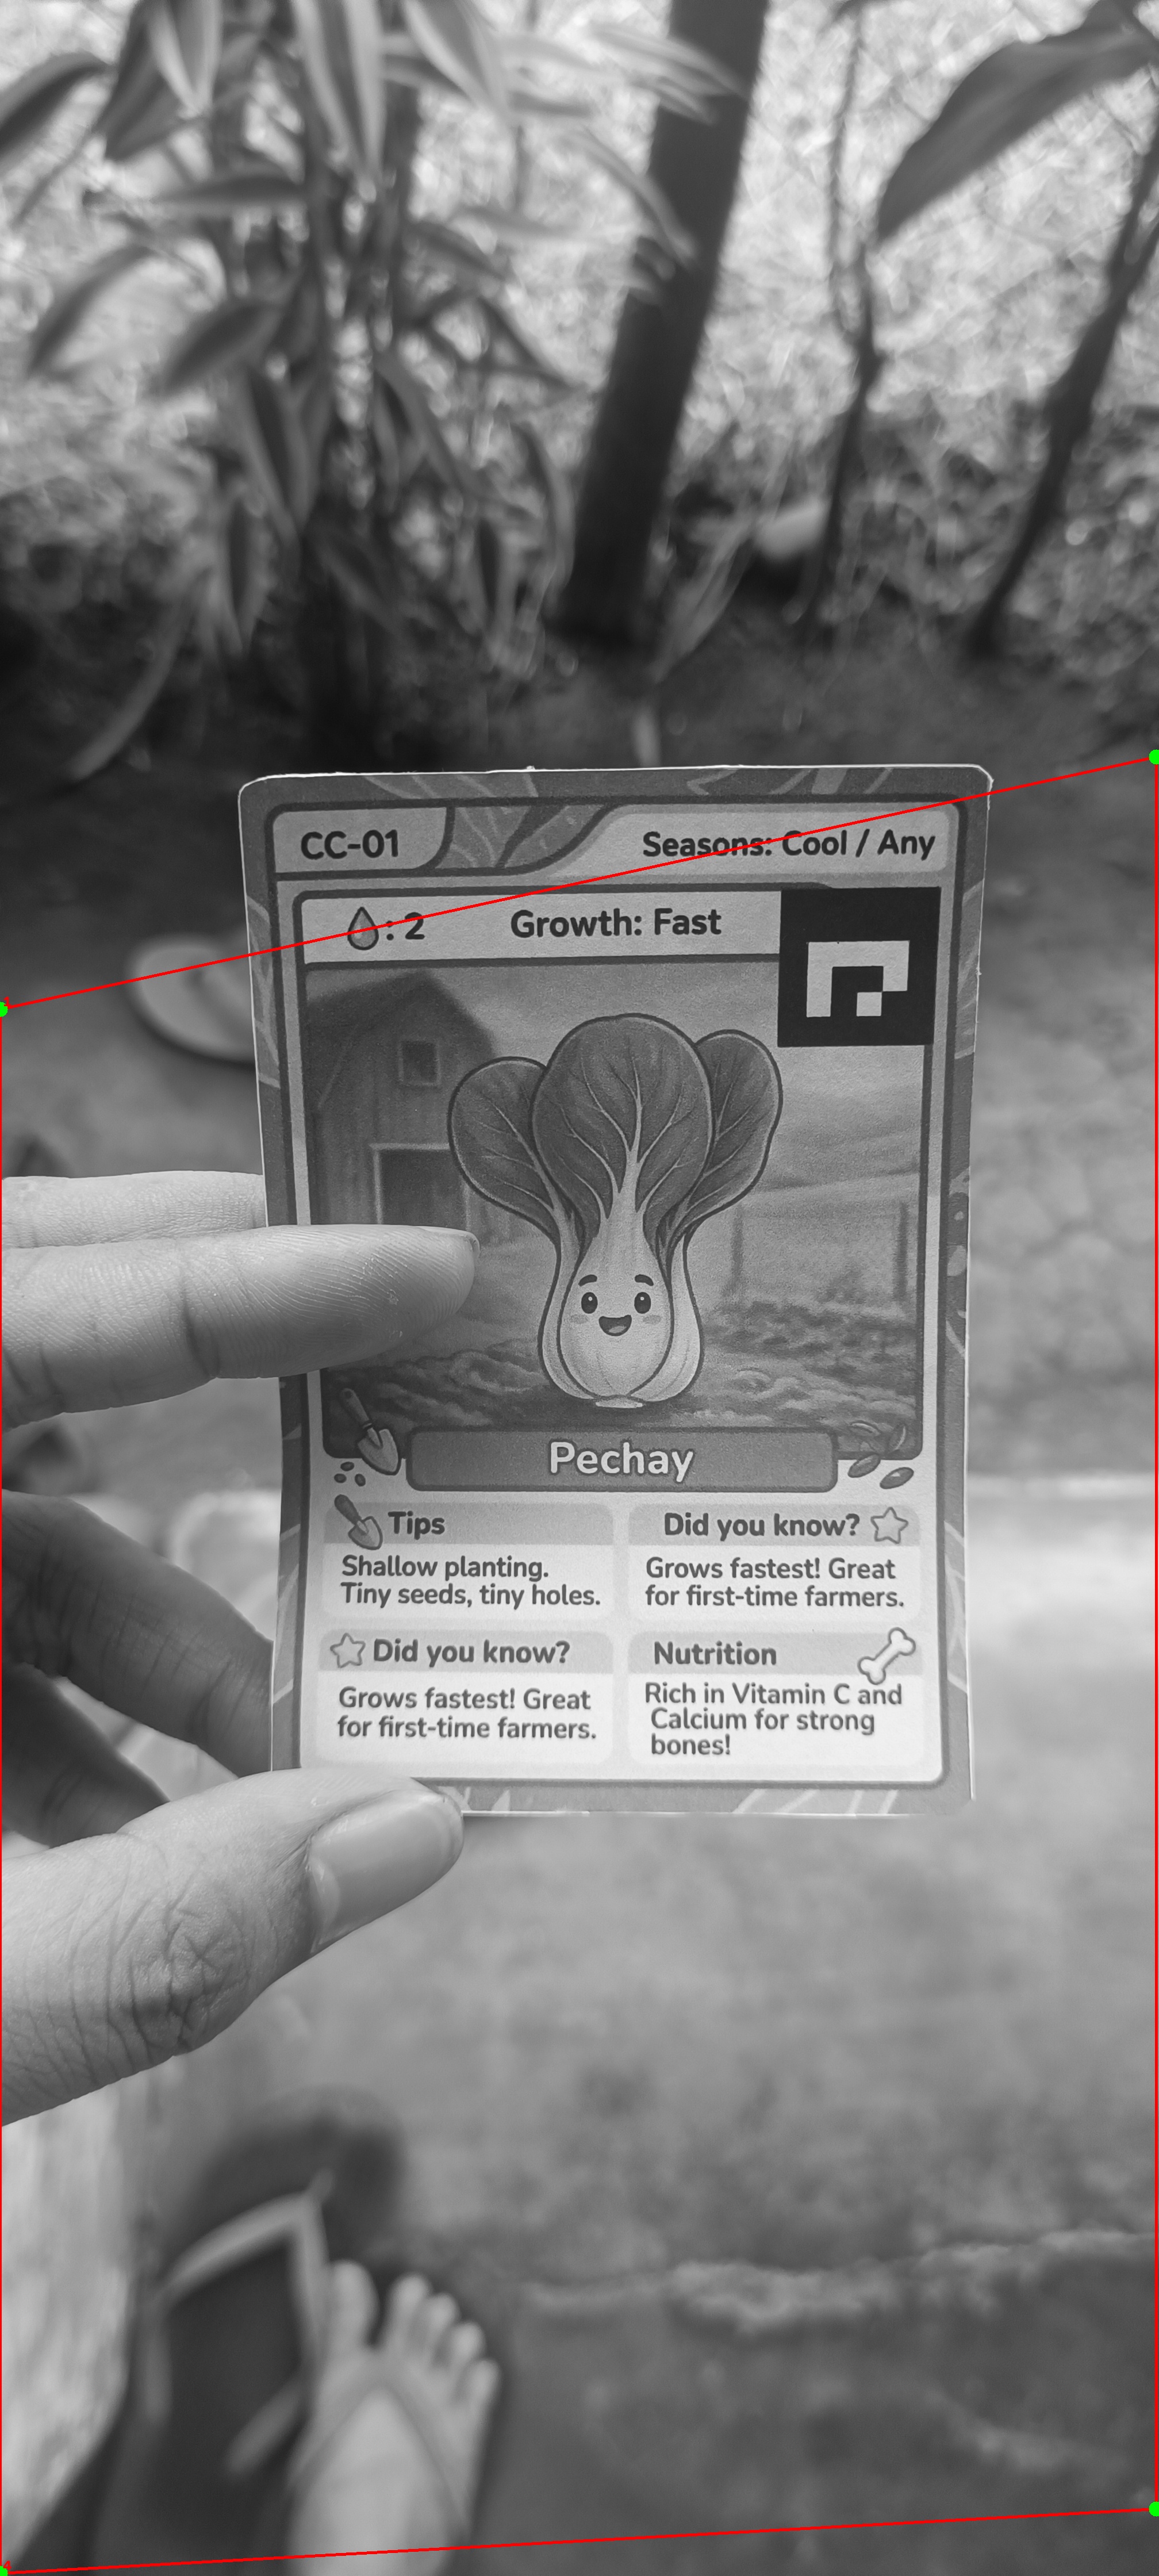 CC-01
Seasons: Cool / Any
: 2
Growth: Fast
Pechay
Tips
Shallow planting.
Tiny seeds, tiny holes.
Did you know?
Grows fastest! Great
for first-time farmers.
Did you know?
Grows fastest! Great
for first-time farmers.
Nutrition
Rich in Vitamin C and
Calcium for strong
bones!